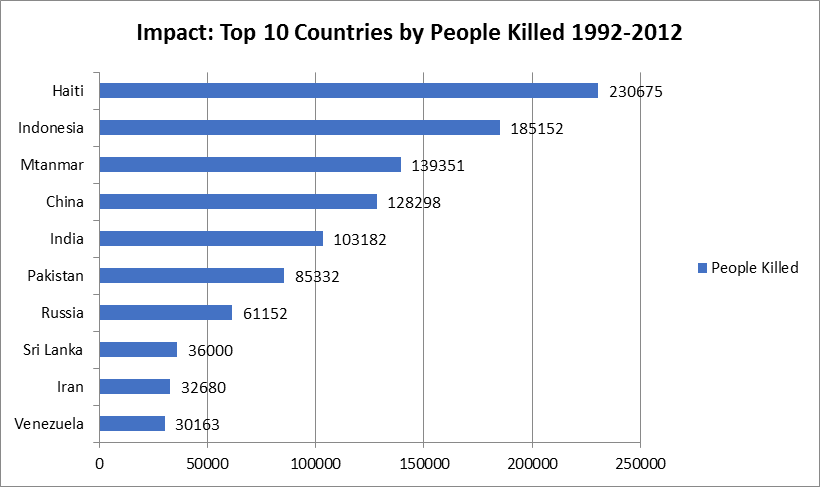 Impact: Top 10 Countries by People Killed 1992-2012
Haiti 230675
Indonesia 185152
Mtanmar 139351
China 128298
India 103182
Pakistan 85332
Russia 61152
Sri Lanka 36000
Iran 32680
Venezuela 30163
People Killed
0 50000 100000 150000 200000 250000